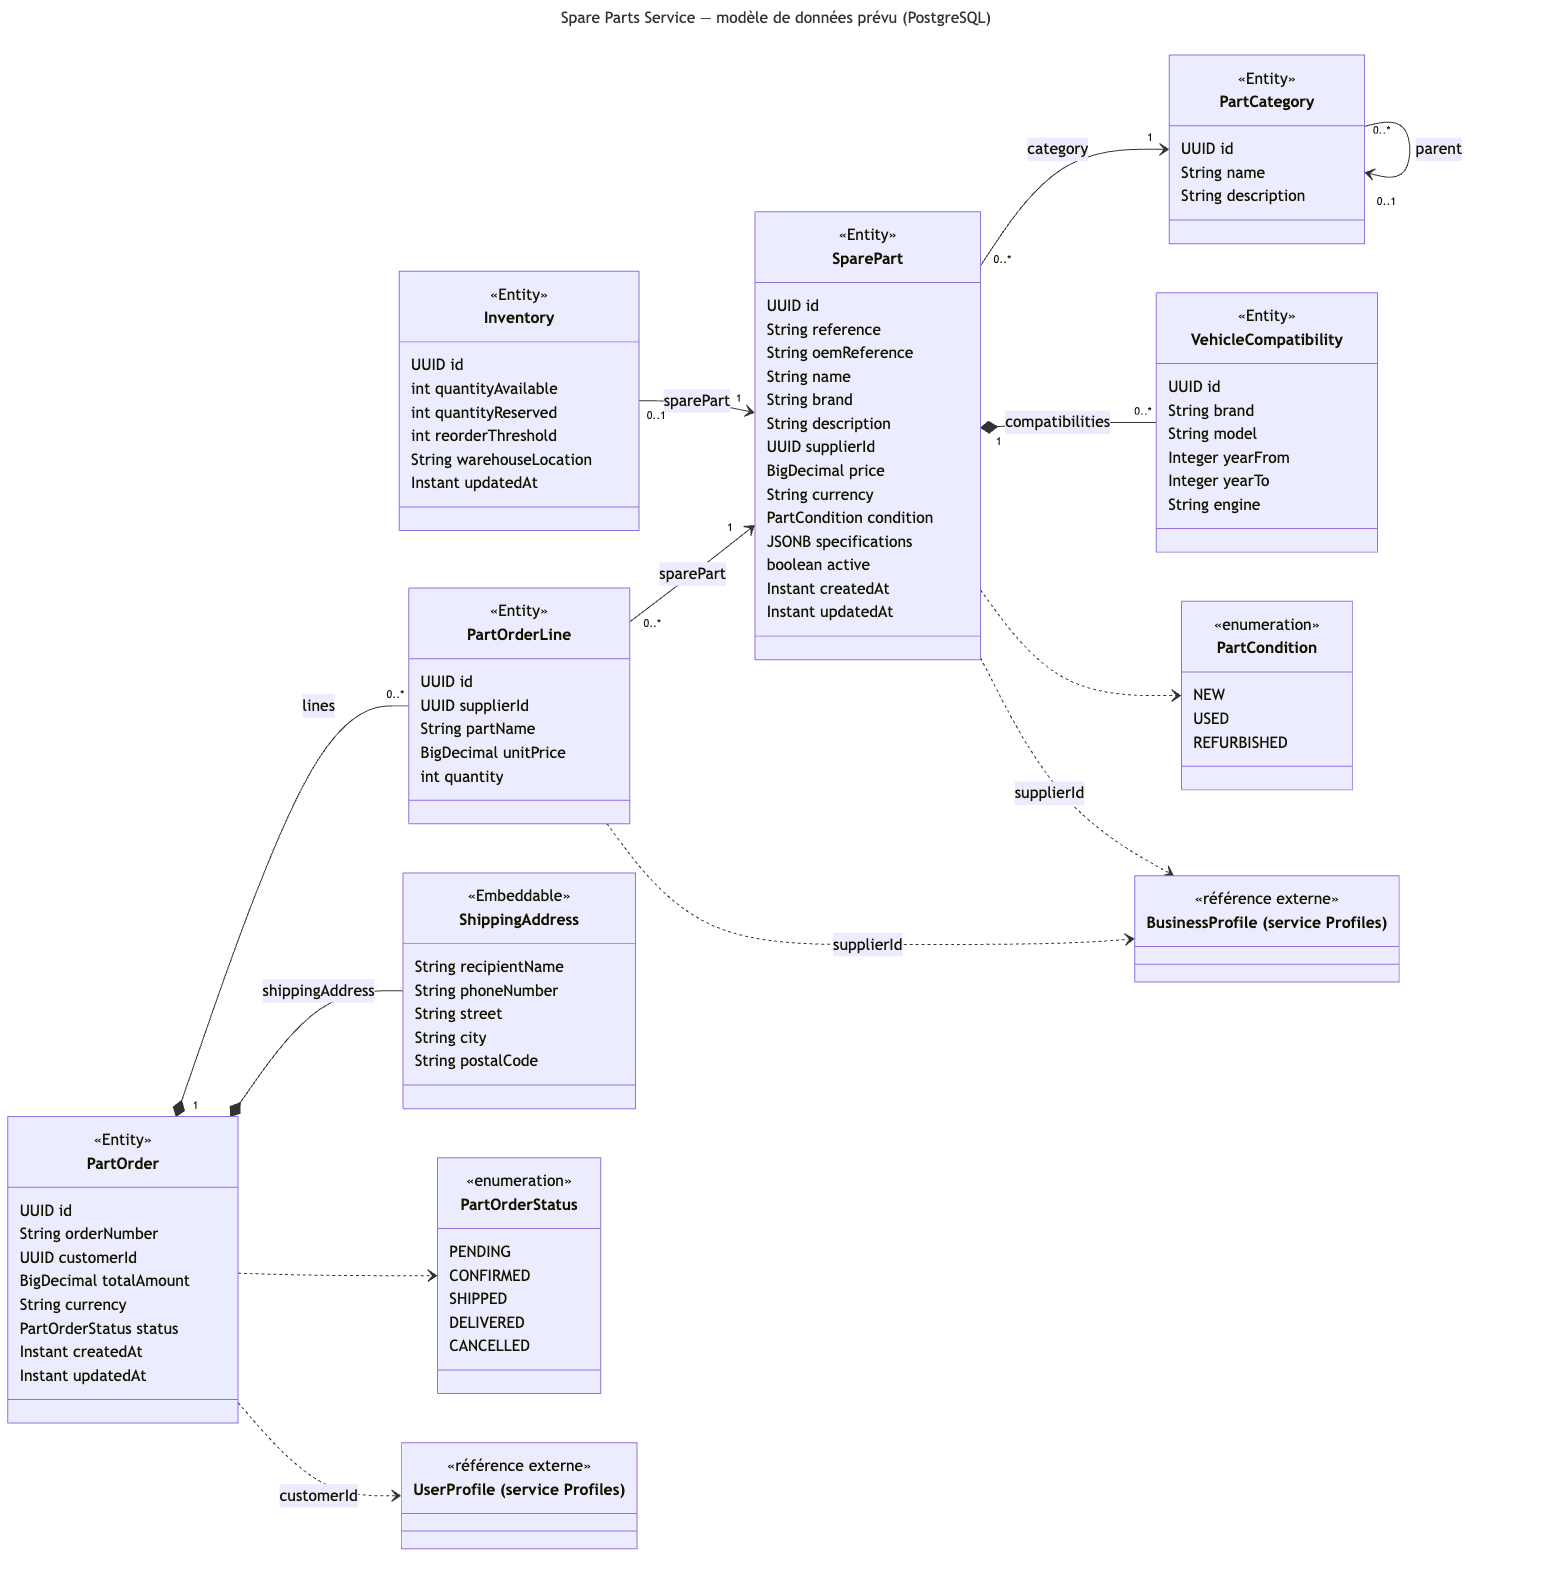 Spare Parts Service — modèle de données prévu (PostgreSQL)
«Entity»
PartCategory
UUID id
String name
String description
0..*
parent
0..1
category
1
0..*
«Entity»
SparePart
UUID id
String reference
String oemReference
String name
String brand
String description
UUID supplierId
BigDecimal price
String currency
PartCondition condition
JSONB specifications
boolean active
Instant createdAt
Instant updatedAt
«Entity»
Inventory
UUID id
int quantityAvailable
int quantityReserved
int reorderThreshold
String warehouseLocation
Instant updatedAt
sparePart
0..1
1
«Entity»
VehicleCompatibility
UUID id
String brand
String model
Integer yearFrom
Integer yearTo
String engine
compatibilities
1
0..*
sparePart
0..*
1
«Entity»
PartOrderLine
UUID id
UUID supplierId
String partName
BigDecimal unitPrice
int quantity
«enumeration»
PartCondition
NEW
USED
REFURBISHED
lines
0..*
1
supplierId
supplierId
«référence externe»
BusinessProfile (service Profiles)
«Embeddable»
ShippingAddress
String recipientName
String phoneNumber
String street
String city
String postalCode
shippingAddress
«Entity»
PartOrder
UUID id
String orderNumber
UUID customerId
BigDecimal totalAmount
String currency
PartOrderStatus status
Instant createdAt
Instant updatedAt
«enumeration»
PartOrderStatus
PENDING
CONFIRMED
SHIPPED
DELIVERED
CANCELLED
customerId
«référence externe»
UserProfile (service Profiles)